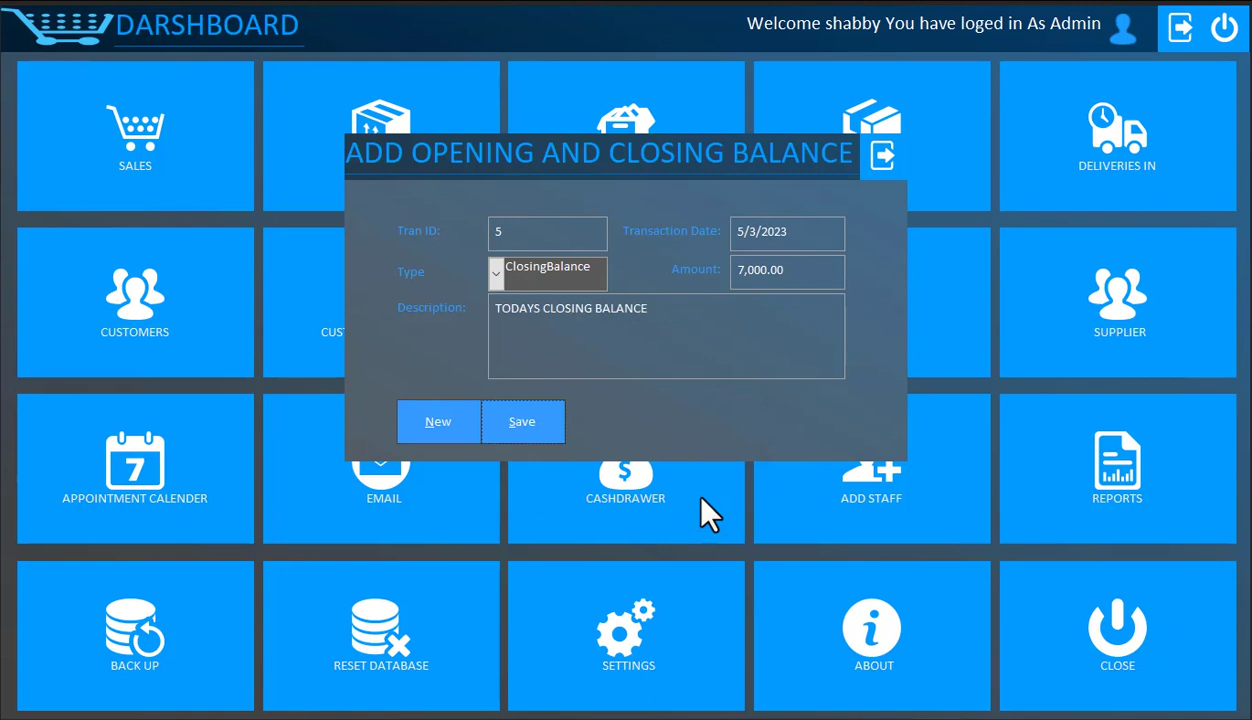 DARSHBOARD
Welcome shabby You have loged in As Admin
SALES
DELIVERIES IN
ADD OPENING AND CLOSING BALANCE
Tran ID: 5 Transaction Date: 5/3/2023
Type ClosingBalance Amount: 7,000.00
Description: TODAYS CLOSING BALANCE
New Save
CUSTOMERS
CUS
SUPPLIER
7
APPOINTMENT CALENDER
EMAIL
$
CASHDRAWER
ADD STAFF
REPORTS
BACK UP
RESET DATABASE
SETTINGS
i
ABOUT
CLOSE